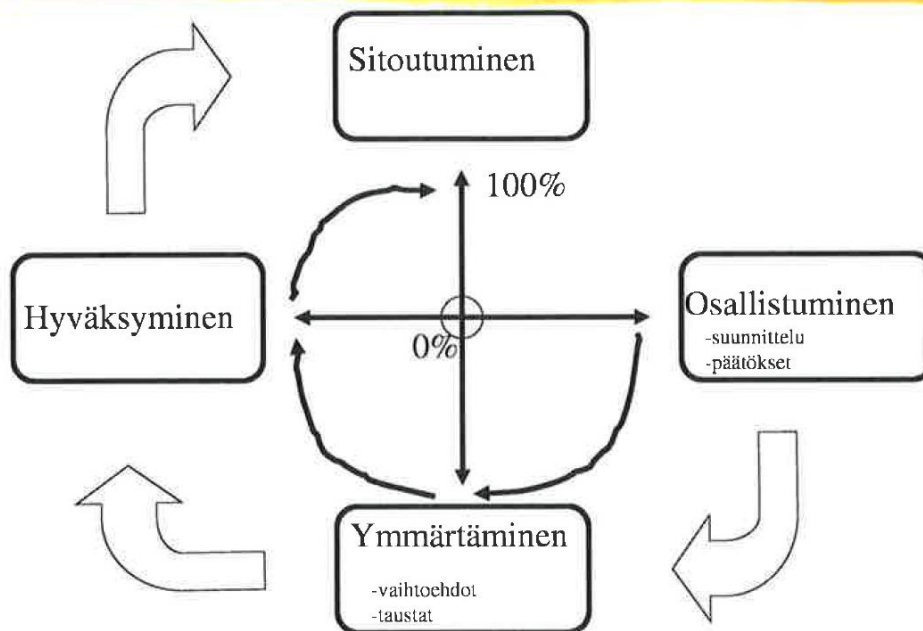 Sitoutuminen
100%
Hyväksyminen
0%
Osallistuminen
-suunnittelu
-päätökset
Ymmärtäminen
-vaihtoehdot
-taustat